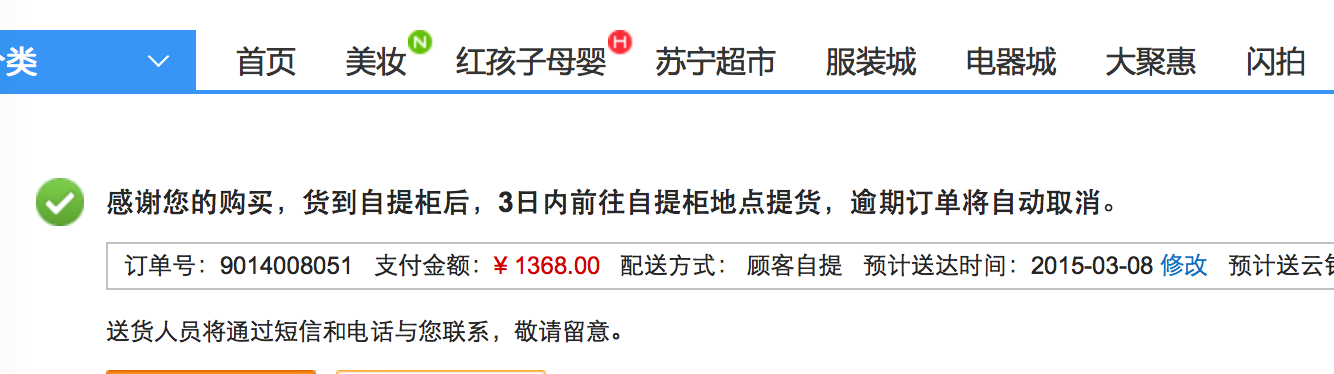 类 首页 美妆 N 红孩子母婴 H 苏宁超市 服装城 电器城 大聚惠 闪拍
感谢您的购买，货到自提柜后，3日内前往自提柜地点提货，逾期订单将自动取消。
订单号：9014008051 支付金额：¥ 1368.00 配送方式： 顾客自提 预计送达时间：2015-03-08 修改 预计送云
送货人员将通过短信和电话与您联系，敬请留意。